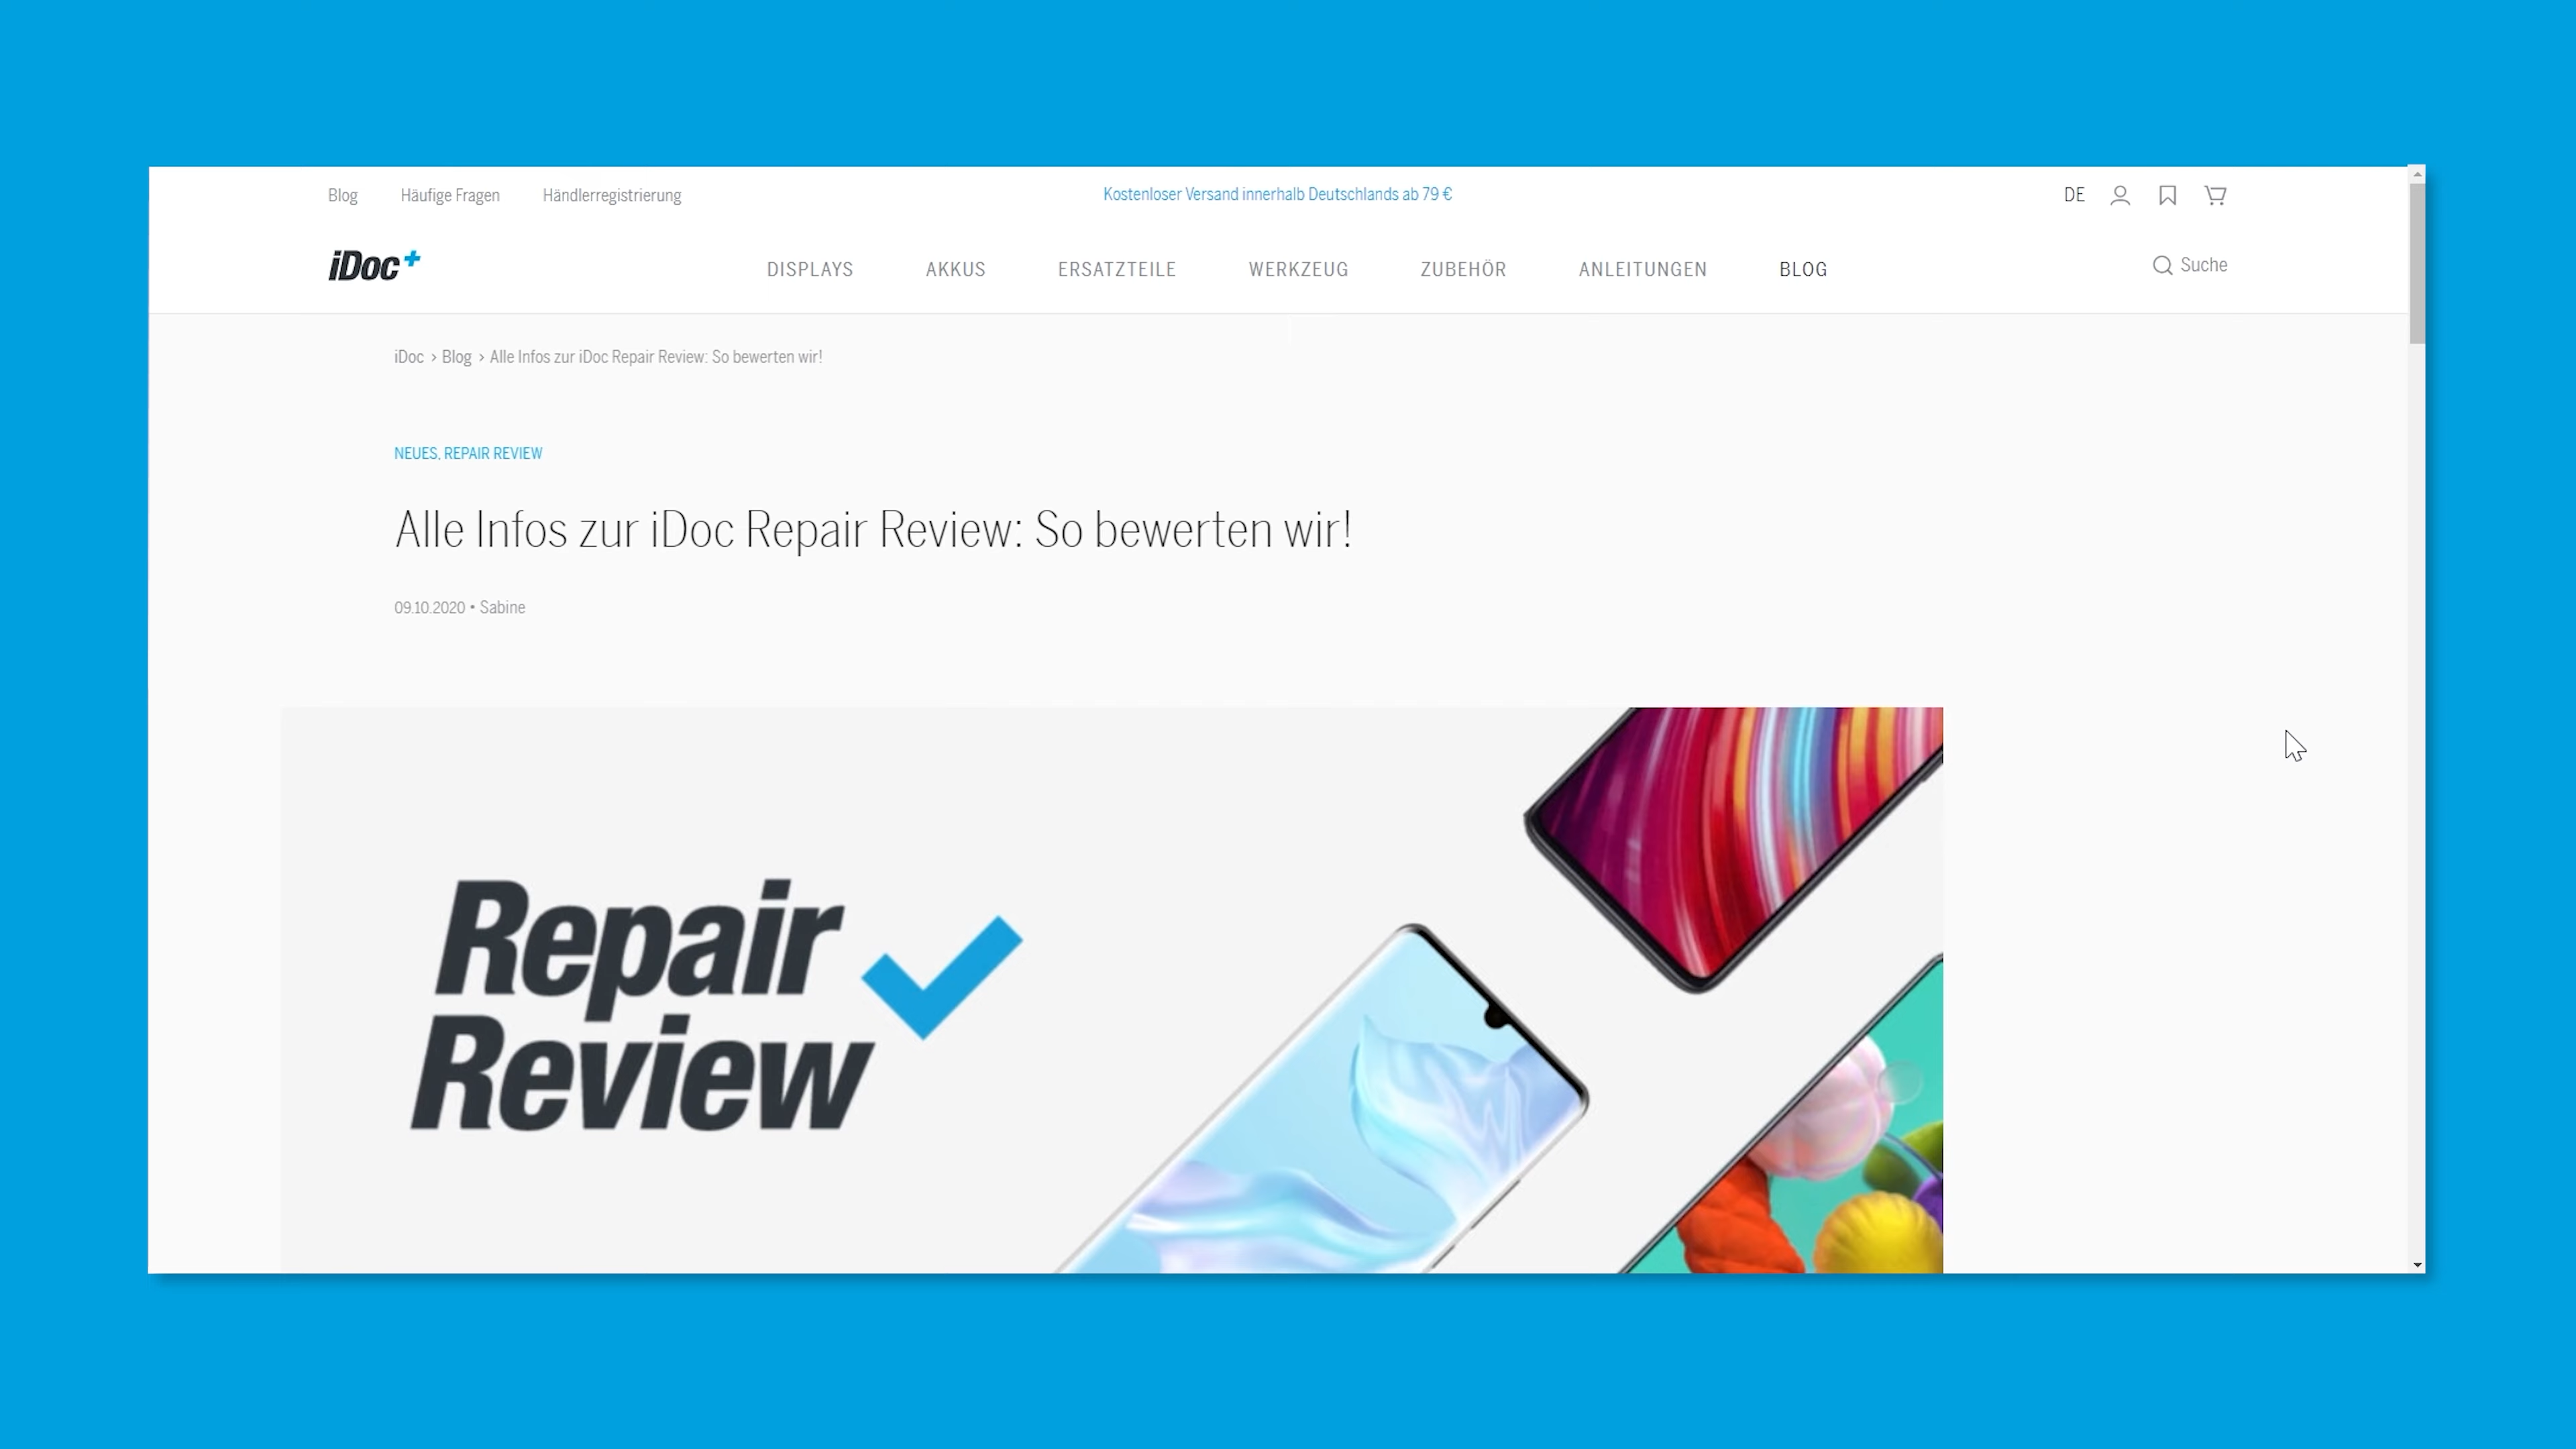 Blog Häufige Fragen Händlerregistrierung Kostenloser Versand innerhalb Deutschlands ab 79 € DE
iDoc+ DISPLAYS AKKUS ERSATZTEILE WERKZEUG ZUBEHÖR ANLEITUNGEN BLOG Suche
iDoc > Blog > Alle Infos zur iDoc Repair Review: So bewerten wir!
NEUES, REPAIR REVIEW
Alle Infos zur iDoc Repair Review: So bewerten wir!
09.10.2020 • Sabine
Repair
Review